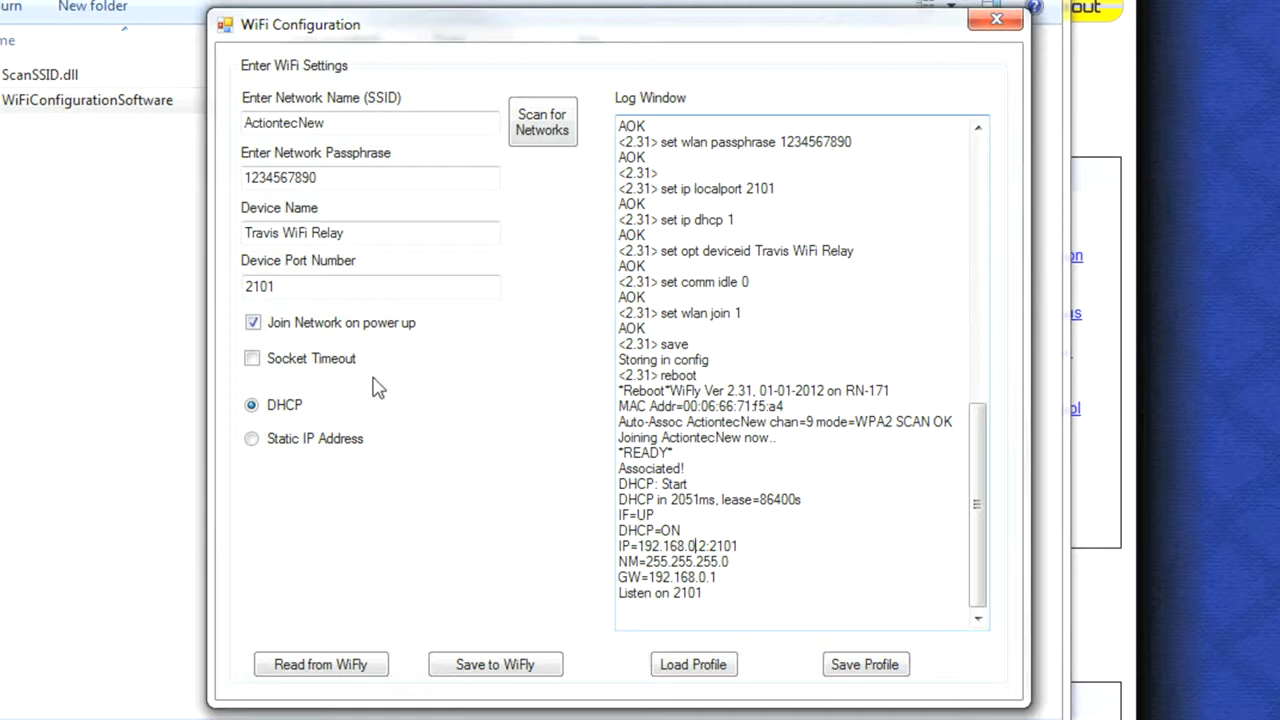 urn
New folder
me
ScanSSID.dll
WiFiConfigurationSoftware
WiFi Configuration
Enter WiFi Settings
Enter Network Name (SSID)
ActiontecNew
Scan for
Networks
Enter Network Passphrase
1234567890
Device Name
Travis WiFi Relay
Device Port Number
2101
Join Network on power up
Socket Timeout
DHCP
Static IP Address
Log Window
AOK
<2.31> set wlan passphrase 1234567890
AOK
<2.31>
<2.31> set ip localport 2101
AOK
<2.31> set ip dhcp 1
AOK
<2.31> set opt deviceid Travis WiFi Relay
AOK
<2.31> set comm idle 0
AOK
<2.31> set wlan join 1
AOK
<2.31> save
Storing in config
<2.31> reboot
*Reboot*WiFly Ver 2.31, 01-01-2012 on RN-171
MAC Addr=00:06:66:71:f5:a4
Auto-Assoc ActiontecNew chan=9 mode=WPA2 SCAN OK
Joining ActiontecNew now..
*READY*
Associated!
DHCP: Start
DHCP in 2051ms, lease=86400s
IF=UP
DHCP=ON
IP=192.168.0.2:2101
NM=255.255.255.0
GW=192.168.0.1
Listen on 2101
Read from WiFly
Save to WiFly
Load Profile
Save Profile
out
on
us
ol